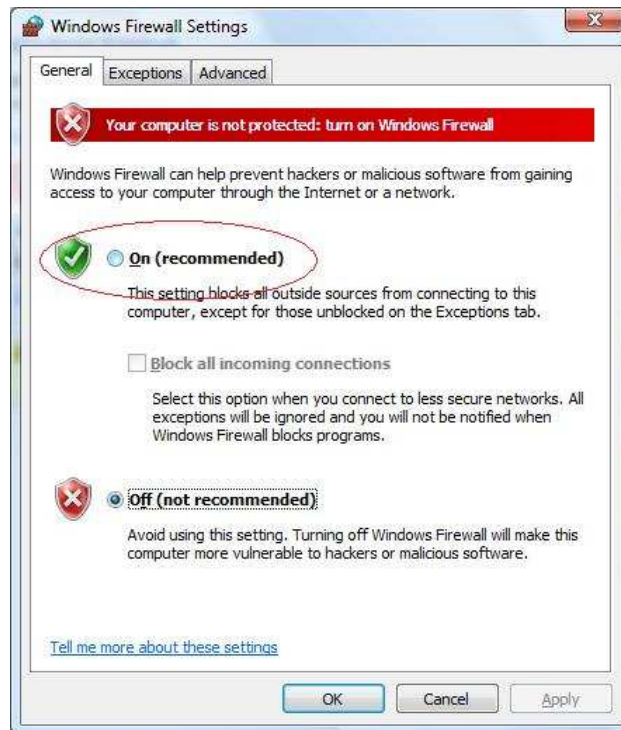 Windows Firewall Settings
General Exceptions Advanced
Your computer is not protected: turn on Windows Firewall
Windows Firewall can help prevent hackers or malicious software from gaining
access to your computer through the Internet or a network.
On (recommended)
This setting blocks all outside sources from connecting to this
computer, except for those unblocked on the Exceptions tab.
Block all incoming connections
Select this option when you connect to less secure networks. All
exceptions will be ignored and you will not be notified when
Windows Firewall blocks programs.
Off (not recommended)
Avoid using this setting. Turning off Windows Firewall will make this
computer more vulnerable to hackers or malicious software.
Tell me more about these settings
OK Cancel Apply